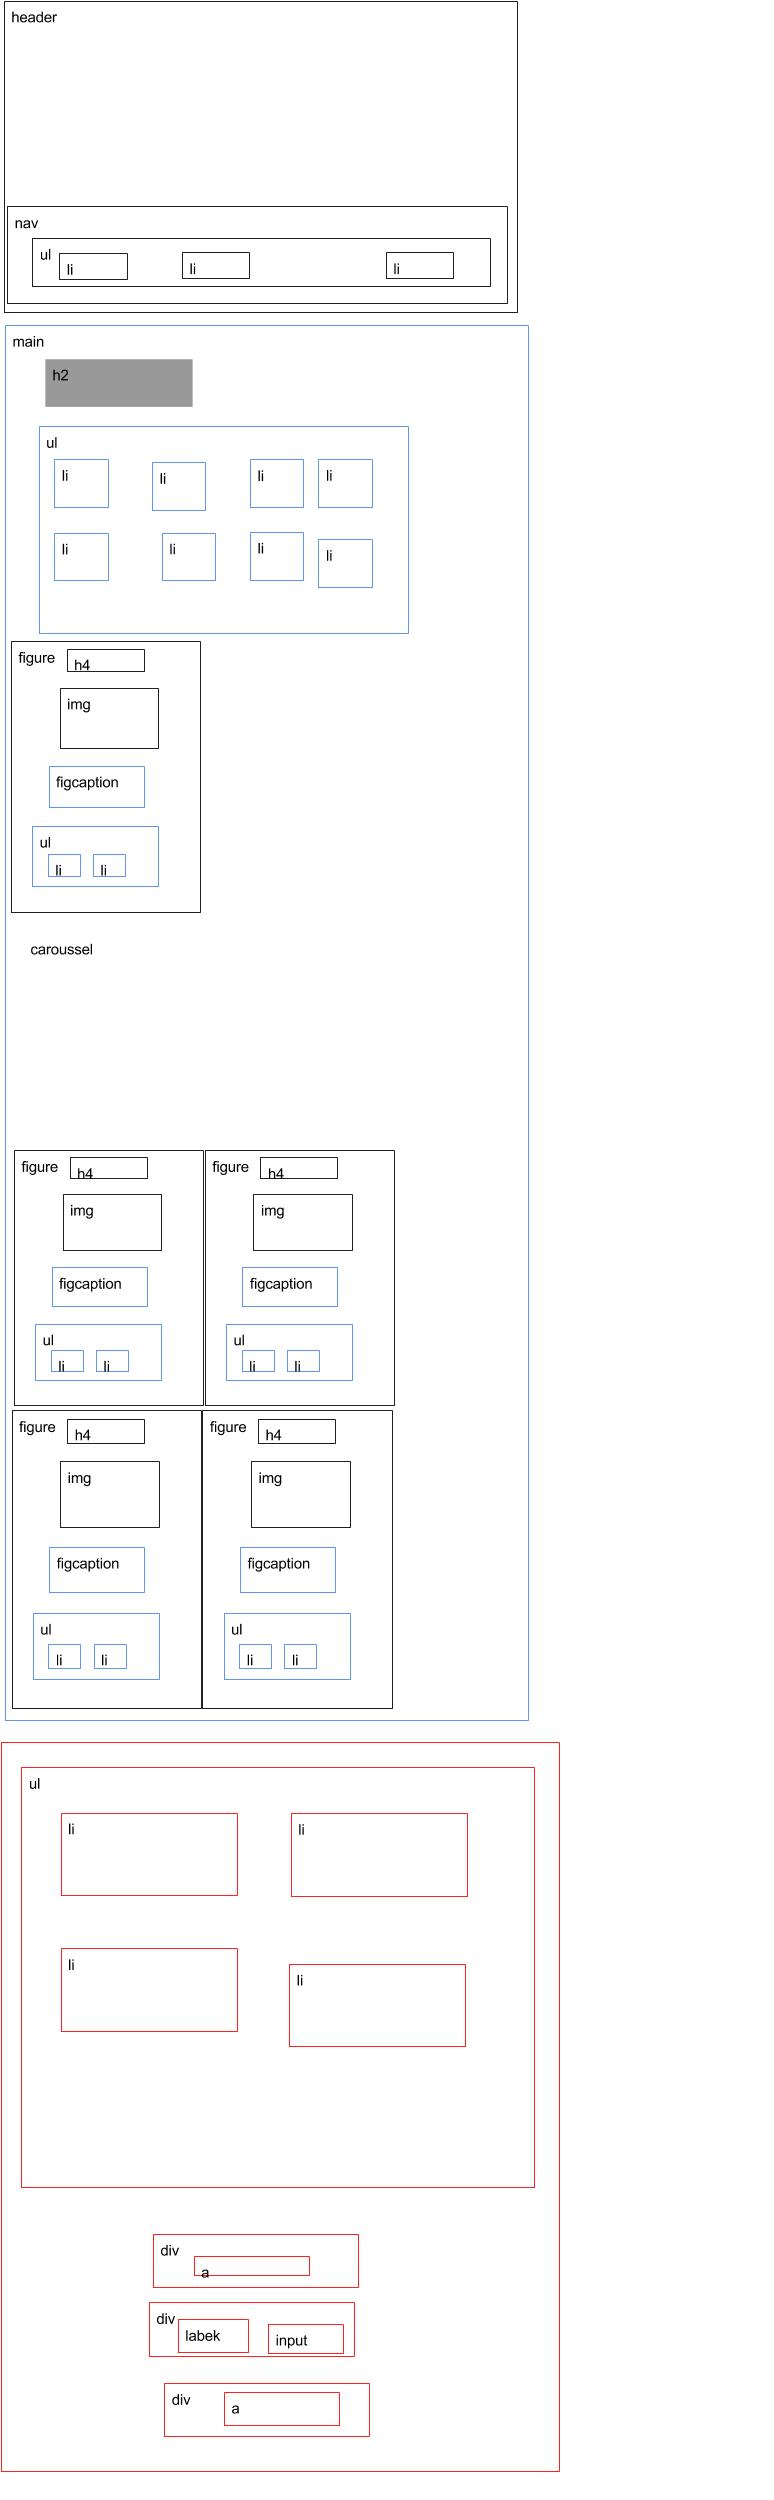 header
nav
ul
li li li
main
h2
ul
li li li li
li li li li
figure h4
img
figcaption
ul
li li
caroussel
figure h4 figure h4
img img
figcaption figcaption
ul ul
li li li li
figure h4 figure h4
img img
figcaption figcaption
ul ul
li li li li
ul
li li
li li
div
a
div
labek input
div
a